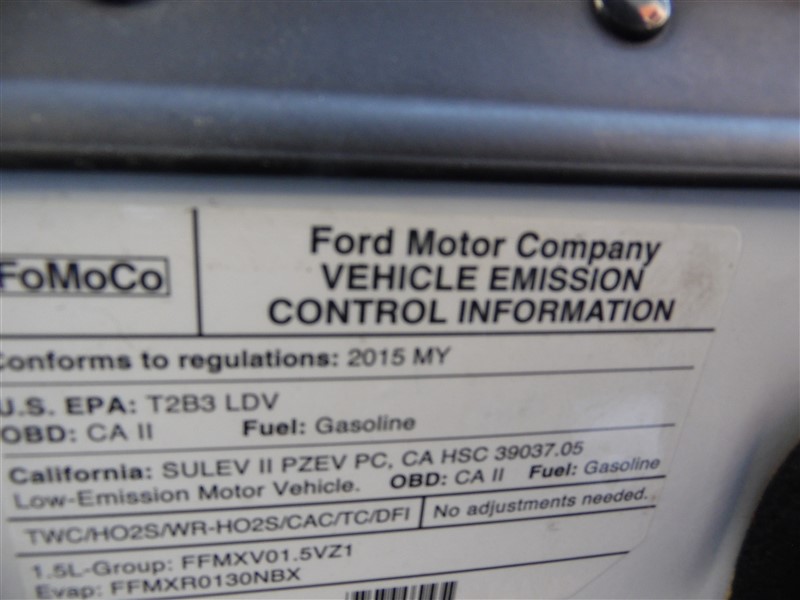 FoMoCo
Ford Motor Company
VEHICLE EMISSION
CONTROL INFORMATION
Conforms to regulations: 2015 MY
U.S. EPA: T2B3 LDV
OBD: CA II Fuel: Gasoline
California: SULEV II PZEV PC, CA HSC 39037.05
Low-Emission Motor Vehicle. OBD: CA II Fuel: Gasoline
TWC/HO2S/WR-HO2S/CAC/TC/DFI No adjustments needed.
1.5L-Group: FFMXV01.5VZ1
Evap: FFMXR0130NBX